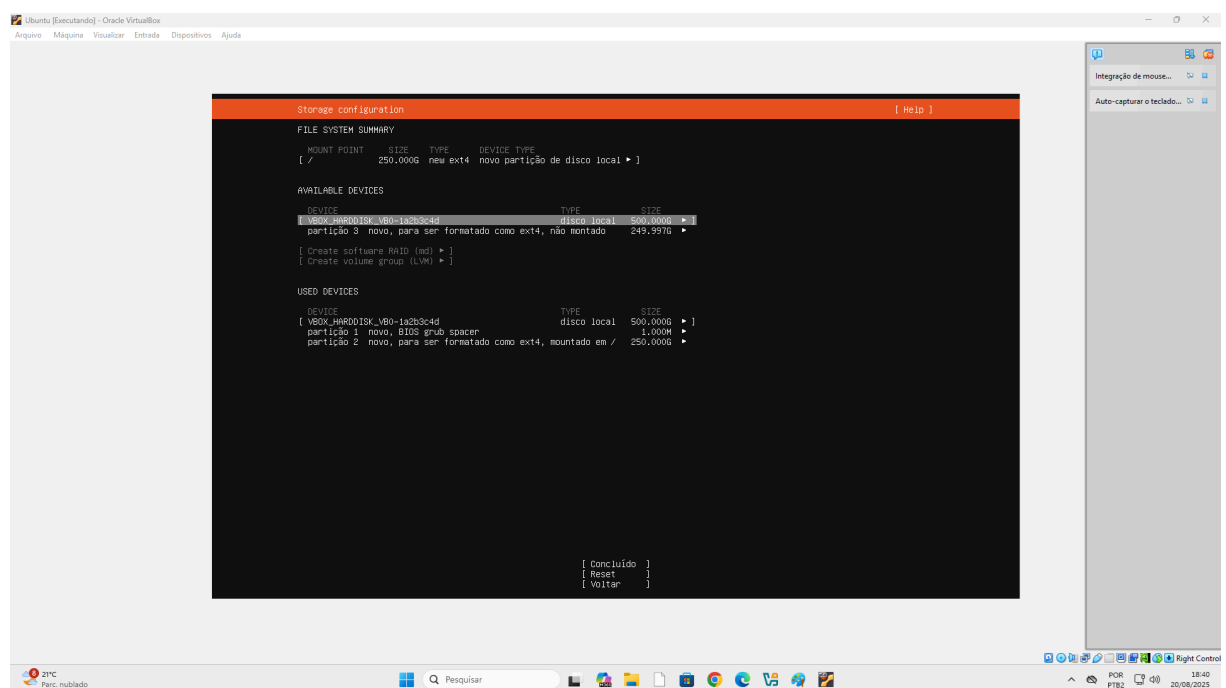 Ubuntu [Executando] - Oracle VirtualBox
Arquivo Máquina Visualizar Entrada Dispositivos Ajuda
Integração de mouse...
Auto-capturar o teclado...
Storage configuration [ Help ]
FILE SYSTEM SUMMARY
MOUNT POINT SIZE TYPE DEVICE TYPE
[ / 250.000G new ext4 novo partição de disco local ▸ ]
AVAILABLE DEVICES
DEVICE TYPE SIZE
[ VBOX_HARDDISK_VB0-1a2b3c4d disco local 500.000G ▸ ]
partição 3 novo, para ser formatado como ext4, não montado 249.997G ▸
[ Create software RAID (md) ▸ ]
[ Create volume group (LVM) ▸ ]
USED DEVICES
DEVICE TYPE SIZE
[ VBOX_HARDDISK_VB0-1a2b3c4d disco local 500.000G ▸ ]
partição 1 novo, BIOS grub spacer 1.000M ▸
partição 2 novo, para ser formatado como ext4, mountado em / 250.000G ▸
[ Concluído ]
[ Reset ]
[ Voltar ]
Right Control
6
21°C
Parc. nublado
Pesquisar
POR
PTB2
18:40
20/08/2025